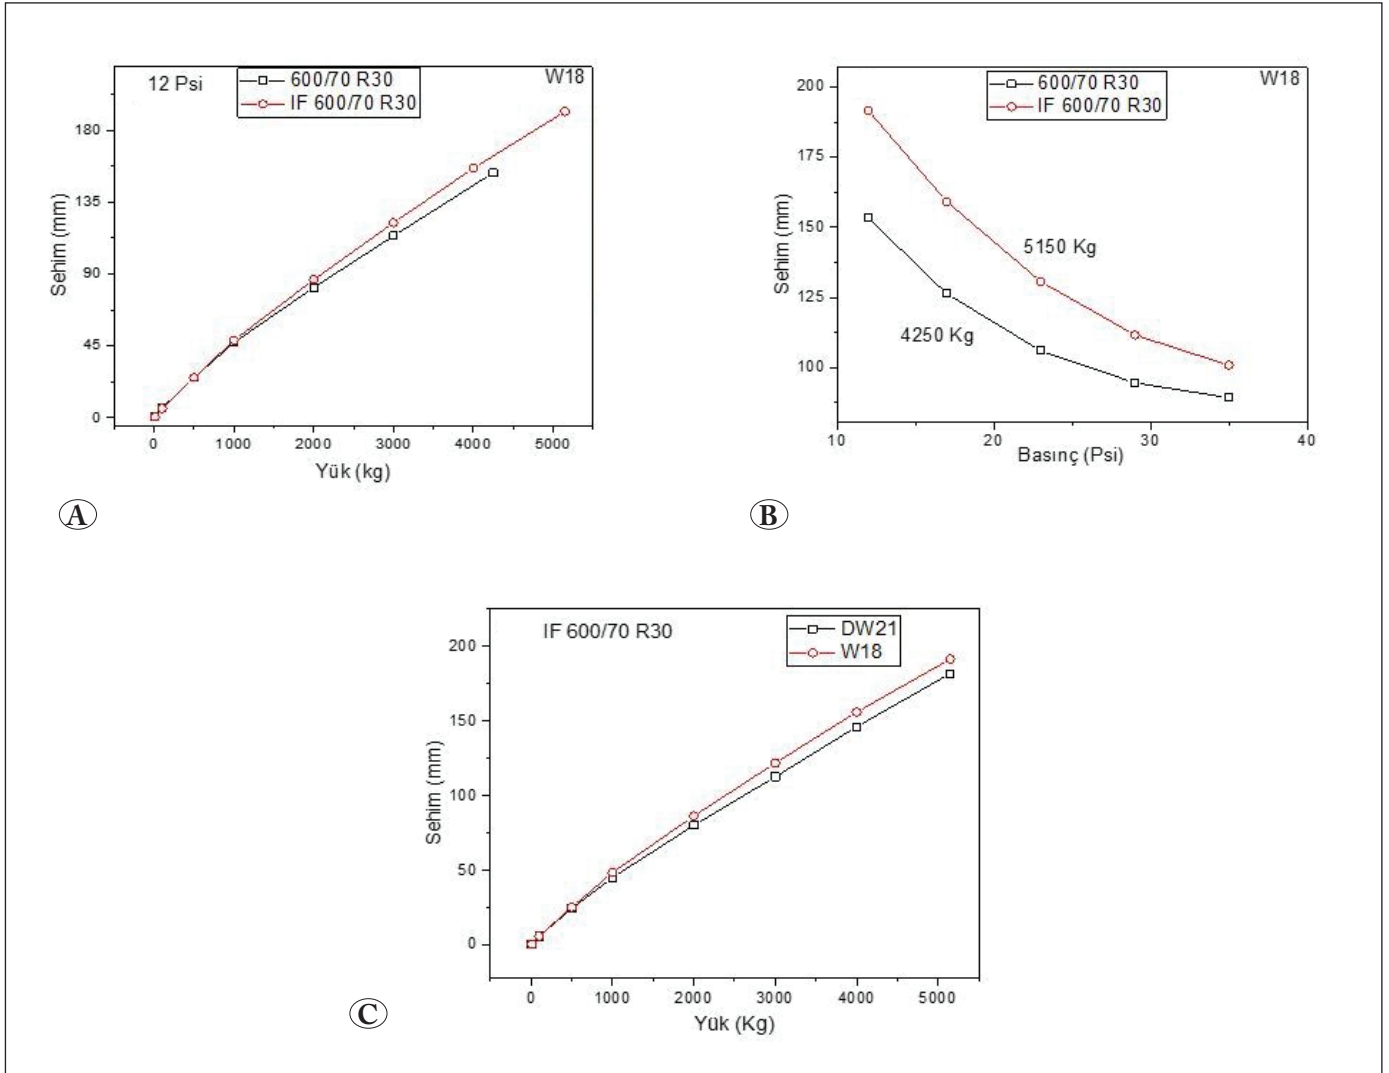 12 Psi
600/70 R30
IF 600/70 R30
W18
180
135
90
45
0
Sehim (mm)
0 1000 2000 3000 4000 5000
Yük (kg)
A
600/70 R30
IF 600/70 R30
W18
200
175
150
125
100
Sehim (mm)
5150 Kg
4250 Kg
10 20 30 40
Basınç (Psi)
B
IF 600/70 R30
DW21
W18
200
150
100
50
0
Sehim (mm)
0 1000 2000 3000 4000 5000
Yük (Kg)
C